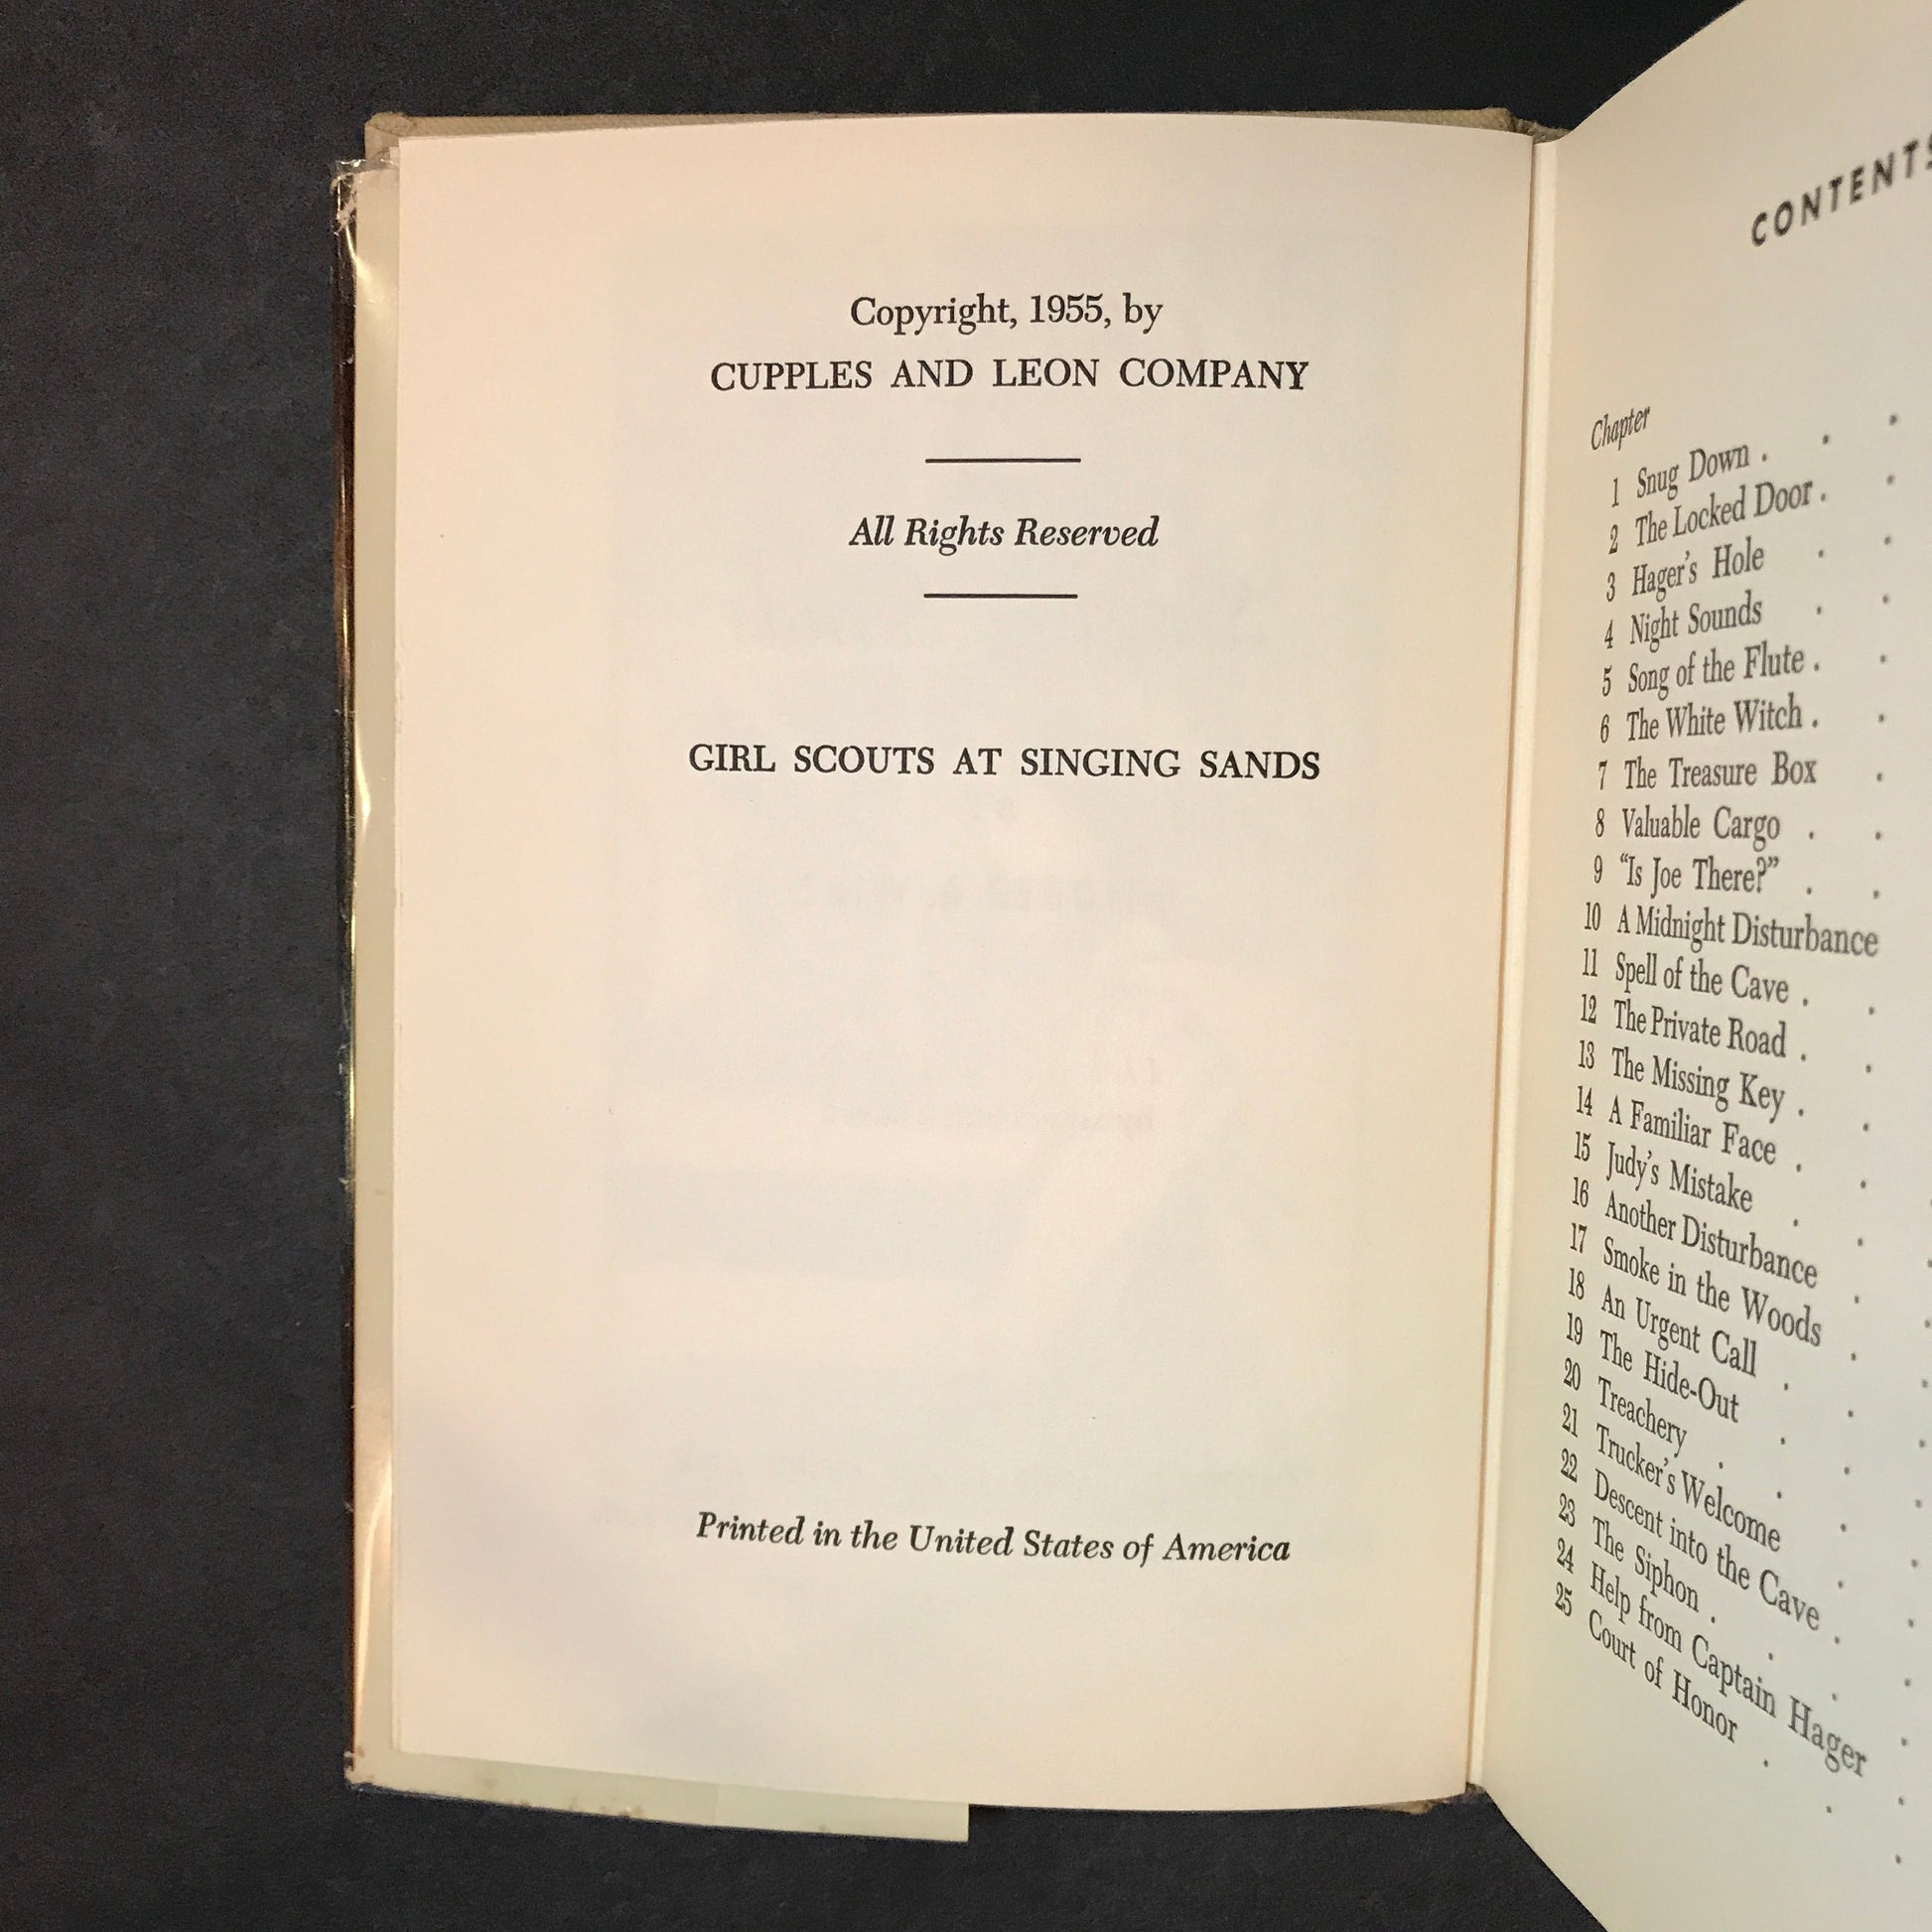 Copyright, 1955, by
CUPPLES AND LEON COMPANY
All Rights Reserved
GIRL SCOUTS AT SINGING SANDS
Printed in the United States of America
CONTENTS
Chapter
1 Snug Down .
2 The Locked Door .
3 Hager's Hole
4 Night Sounds
5 Song of the Flute .
6 The White Witch .
7 The Treasure Box
8 Valuable Cargo .
9 “Is Joe There?” .
10 A Midnight Disturbance
11 Spell of the Cave .
12 The Private Road .
13 The Missing Key .
14 A Familiar Face .
15 Judy's Mistake .
16 Another Disturbance
17 Smoke in the Woods
18 An Urgent Call .
19 The Hide-Out
20 Treachery .
21 Trucker's Welcome
22 Descent into the Cave .
23 The Siphon .
24 Help from Captain Hager
25 Court of Honor .